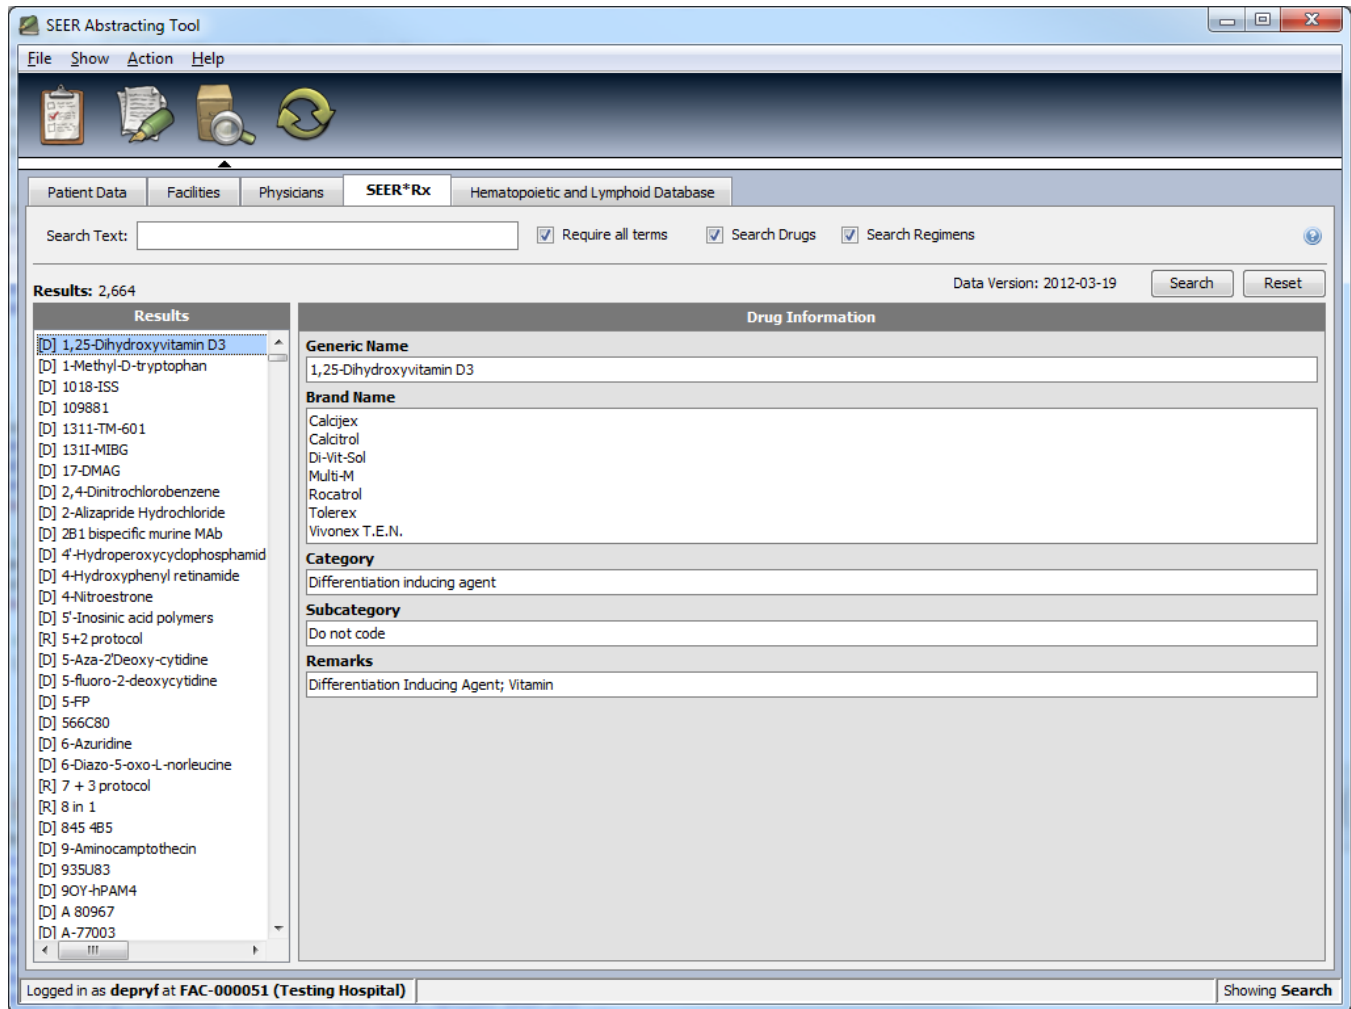 SEER Abstracting Tool
File Show Action Help
Patient Data Facilities Physicians SEER*Rx Hematopoietic and Lymphoid Database
Search Text: Require all terms Search Drugs Search Regimens
Results: 2,664 Data Version: 2012-03-19 Search Reset
Results
[D] 1,25-Dihydroxyvitamin D3
[D] 1-Methyl-D-tryptophan
[D] 1018-ISS
[D] 109881
[D] 1311-TM-601
[D] 131I-MIBG
[D] 17-DMAG
[D] 2,4-Dinitrochlorobenzene
[D] 2-Alizapride Hydrochloride
[D] 2B1 bispecific murine MAb
[D] 4'-Hydroperoxycyclophosphamid
[D] 4-Hydroxyphenyl retinamide
[D] 4-Nitroestrone
[D] 5'-Inosinic acid polymers
[R] 5+2 protocol
[D] 5-Aza-2'Deoxy-cytidine
[D] 5-fluoro-2-deoxycytidine
[D] 5-FP
[D] 566C80
[D] 6-Azuridine
[D] 6-Diazo-5-oxo-L-norleucine
[R] 7 + 3 protocol
[R] 8 in 1
[D] 845 4B5
[D] 9-Aminocamptothecin
[D] 935U83
[D] 9OY-hPAM4
[D] A 80967
[D] A-77003
Drug Information
Generic Name
1,25-Dihydroxyvitamin D3
Brand Name
Calcijex
Calcitrol
Di-Vit-Sol
Multi-M
Rocatrol
Tolerex
Vivonex T.E.N.
Category
Differentiation inducing agent
Subcategory
Do not code
Remarks
Differentiation Inducing Agent; Vitamin
Logged in as depryf at FAC-000051 (Testing Hospital) Showing Search